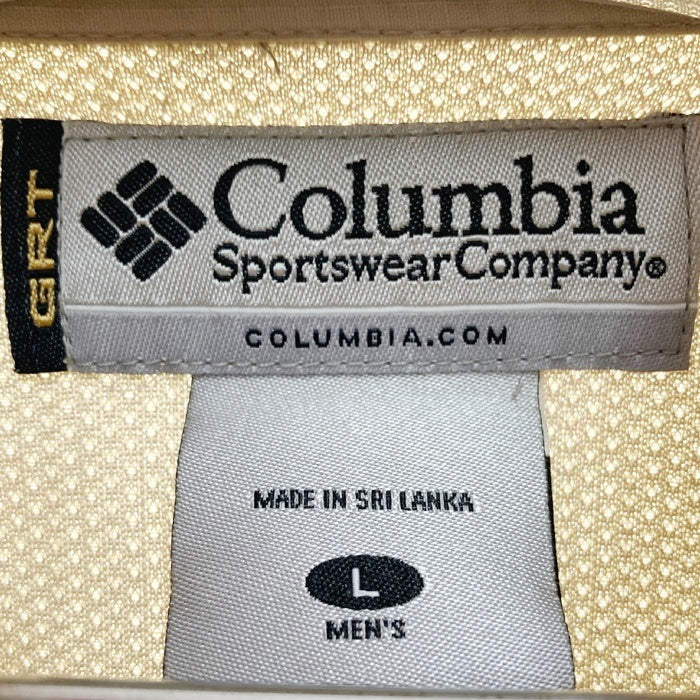 GRT
Columbia
Sportswear Company®
COLUMBIA.COM
MADE IN SRI LANKA
L
MEN'S